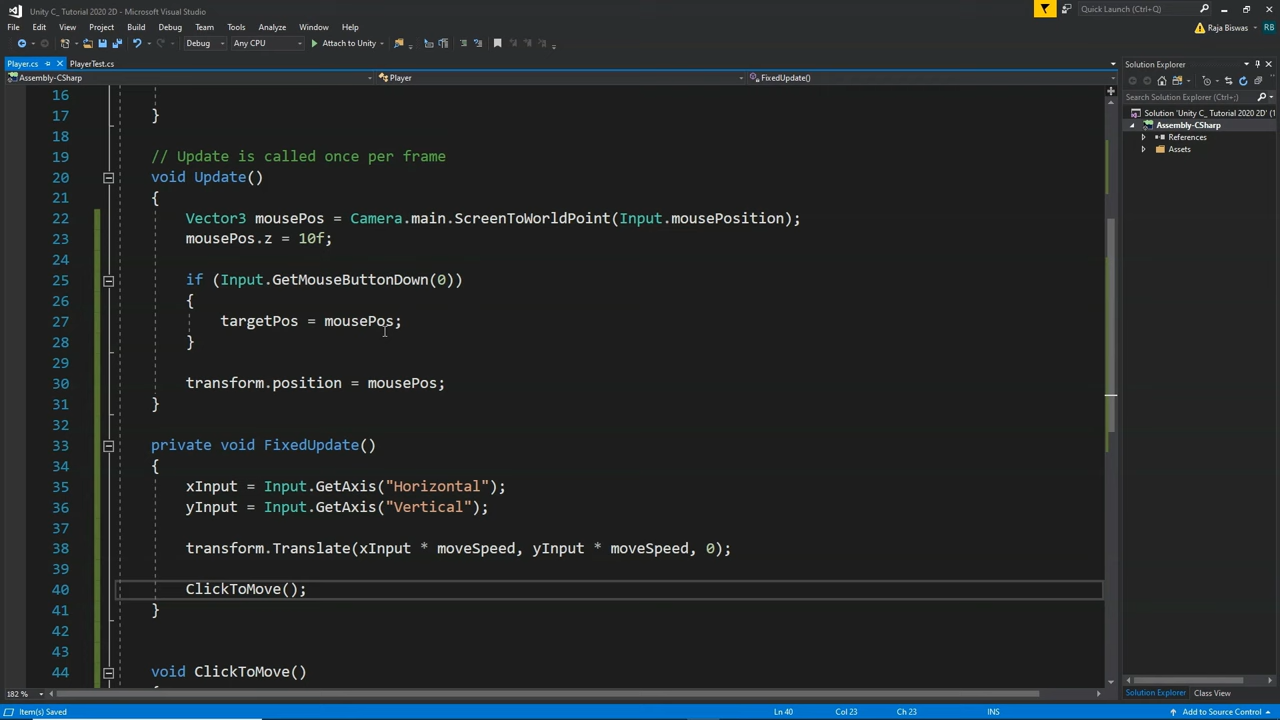 Unity C_ Tutorial 2020 2D - Microsoft Visual Studio
Quick Launch (Ctrl+;)
File Edit View Project Build Debug Team Tools Analyze Window Help
Raja Biswas RB
Debug Any CPU Attach to Unity
Player.cs PlayerTest.cs
Solution Explorer
Assembly-CSharp Player FixedUpdate()
Search Solution Explorer (Ctrl+;)
Solution 'Unity C_ Tutorial 2020 2D' (1
Assembly-CSharp
References
Assets
16
17 }
18
19 // Update is called once per frame
20 void Update()
21 {
22 Vector3 mousePos = Camera.main.ScreenToWorldPoint(Input.mousePosition);
23 mousePos.z = 10f;
24
25 if (Input.GetMouseButtonDown(0))
26 {
27 targetPos = mousePos;
28 }
29
30 transform.position = mousePos;
31 }
32
33 private void FixedUpdate()
34 {
35 xInput = Input.GetAxis("Horizontal");
36 yInput = Input.GetAxis("Vertical");
37
38 transform.Translate(xInput * moveSpeed, yInput * moveSpeed, 0);
39
40 ClickToMove();
41 }
42
43
44 void ClickToMove()
182 %
Solution Explorer Class View
Item(s) Saved Ln 40 Col 23 Ch 23 INS Add to Source Control